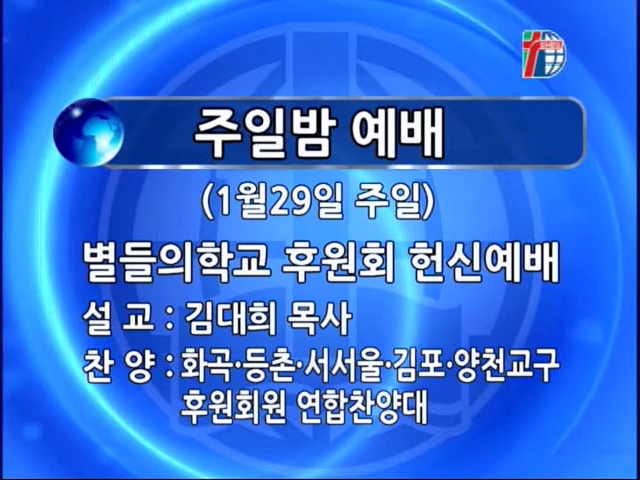 주일밤 예배
(1월29일 주일)
별들의학교 후원회 헌신예배
설 교 : 김대희 목사
찬 양 : 화곡·등촌·서서울·김포·양천교구
후원회원 연합찬양대